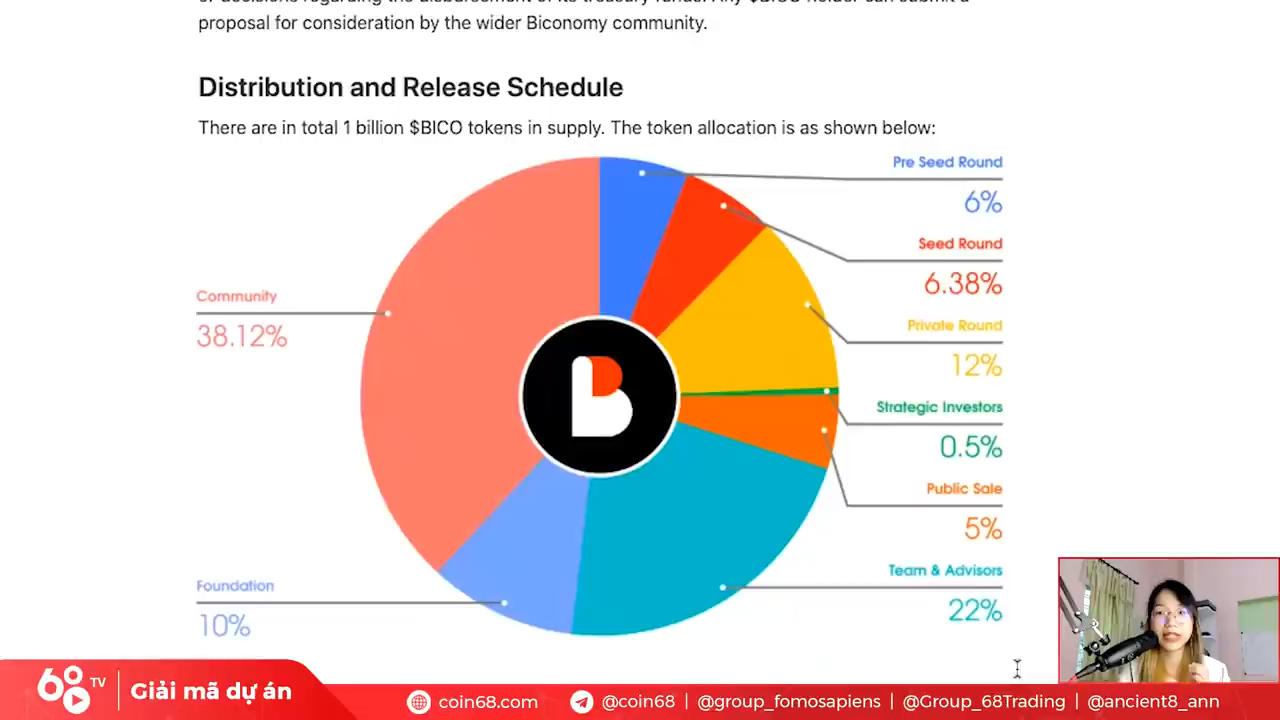 proposal for consideration by the wider Biconomy community.
Distribution and Release Schedule
There are in total 1 billion $BICO tokens in supply. The token allocation is as shown below:
Pre Seed Round
6%
Seed Round
6.38%
Private Round
12%
Strategic Investors
0.5%
Public Sale
5%
Team & Advisors
22%
Community
38.12%
Foundation
10%
68 TV
Giải mã dự án
coin68.com
@coin68 | @group_fomosapiens | @Group_68Trading | @ancient8_ann